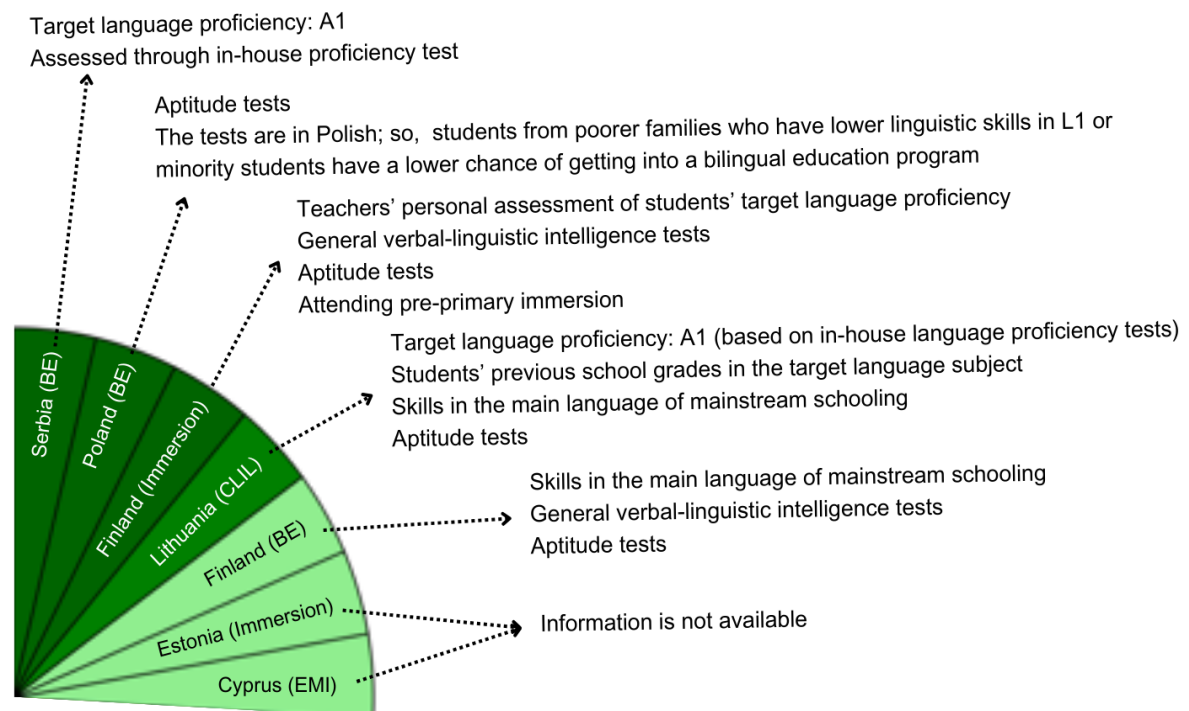 Target language proficiency: A1
Assessed through in-house proficiency test
Aptitude tests
The tests are in Polish; so, students from poorer families who have lower linguistic skills in L1 or
minority students have a lower chance of getting into a bilingual education program
Teachers' personal assessment of students' target language proficiency
General verbal-linguistic intelligence tests
Aptitude tests
Attending pre-primary immersion
Target language proficiency: A1 (based on in-house language proficiency tests)
Students' previous school grades in the target language subject
Skills in the main language of mainstream schooling
Aptitude tests
Skills in the main language of mainstream schooling
General verbal-linguistic intelligence tests
Aptitude tests
Information is not available
Serbia (BE)
Poland (BE)
Finland (Immersion)
Lithuania (CLIL)
Finland (BE)
Estonia (Immersion)
Cyprus (EMI)